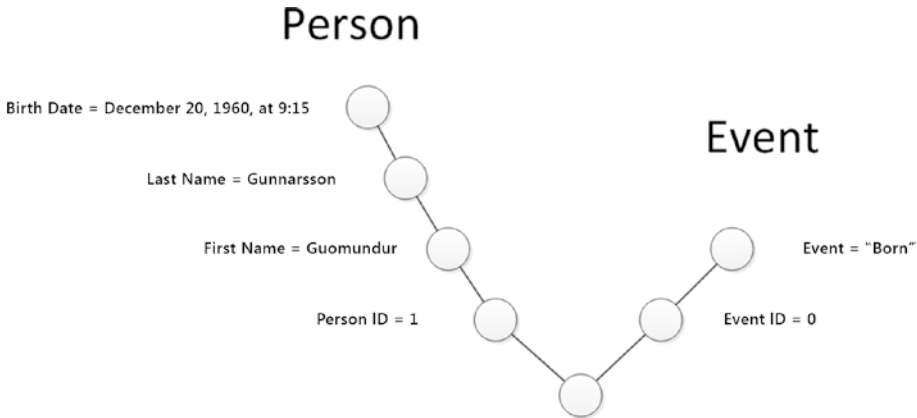 Person
Birth Date = December 20, 1960, at 9:15
Event
Last Name = Gunnarsson
First Name = Guomundur
Event = "Born"
Person ID = 1
Event ID = 0